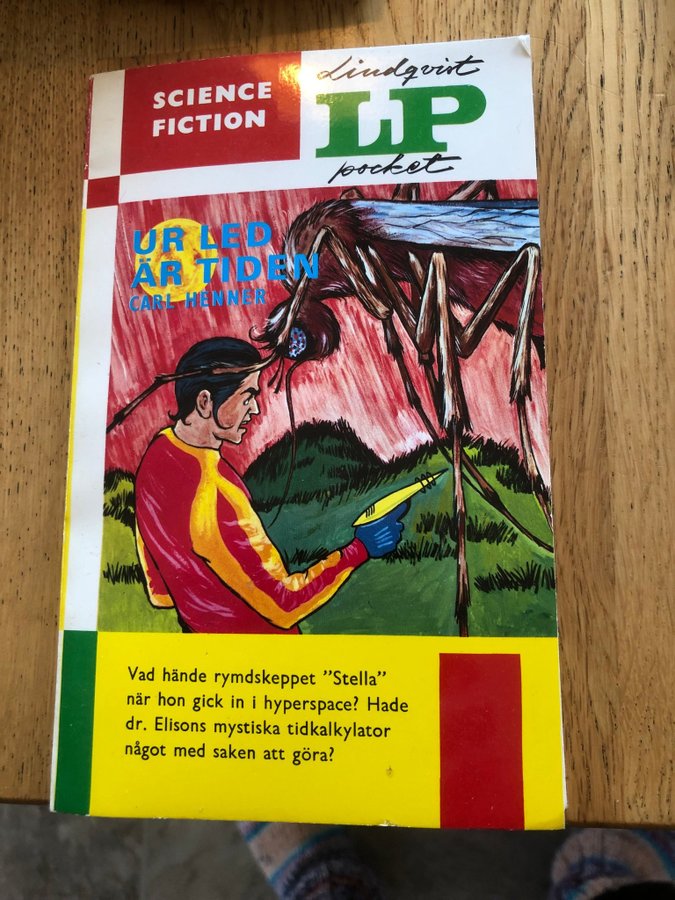 SCIENCE
FICTION
Lindqvist
LP
pocket
UR LED
ÄR TIDEN
CARL HENNER
Vad hände rymdskeppet ”Stella”
när hon gick in i hyperspace? Hade
dr. Elisons mystiska tidkalkylator
något med saken att göra?